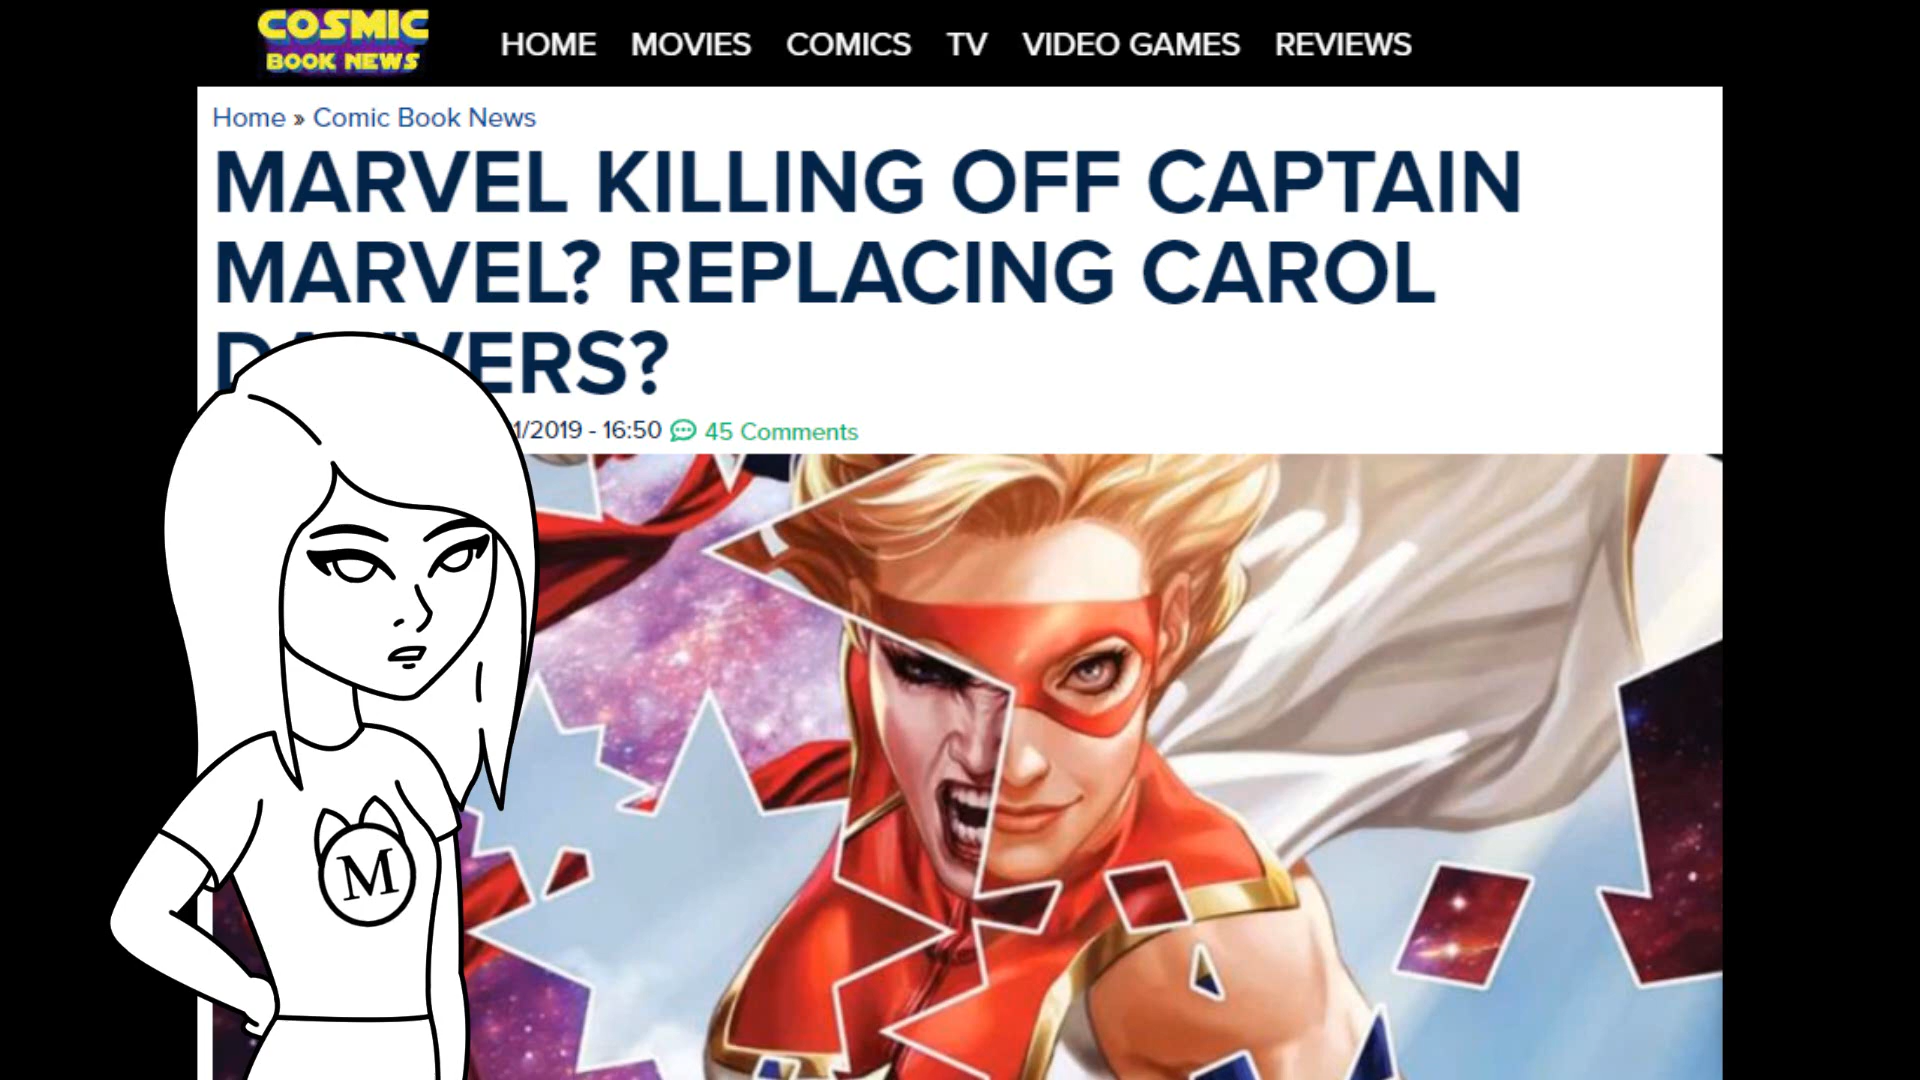 COSMIC
BOOK NEWS
HOME MOVIES COMICS TV VIDEO GAMES REVIEWS
Home » Comic Book News
MARVEL KILLING OFF CAPTAIN
MARVEL? REPLACING CAROL
ERS?
1/2019 - 16:50 45 Comments
M